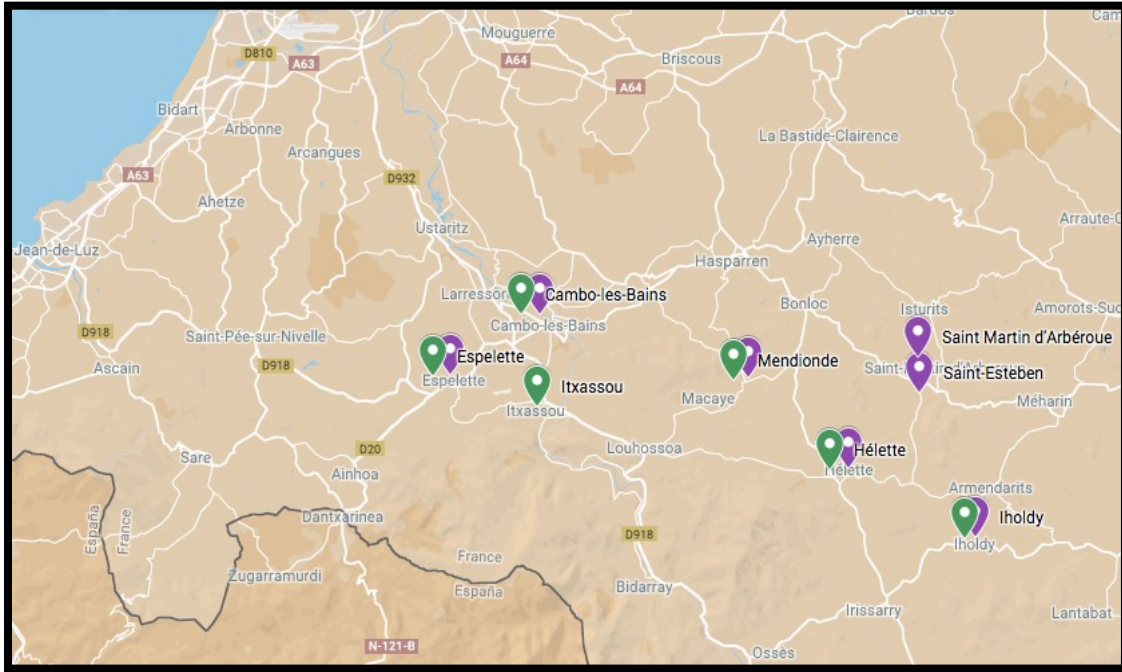 Bardos
Cam
D810
A63
A64
Mouguerre
Briscous
A64
Bidart
Arbonne
Arcangues
La Bastide-Clairence
A63
D932
Ahetze
Ustaritz
Arraute-C
Jean-de-Luz
Ayherre
Hasparren
Larressor
Cambo-les-Bains
Bonloc
Isturits
Amorots-Suc
D918
Saint-Pée-sur-Nivelle
Cambo-les-Bains
Saint Martin d'Arbéroue
Ascain
D918
Espelette
Espelette
Mendionde
Saint-Esteben
Itxassou
Itxassou
Macaye
Méharin
Sare
D20
Louhossoa
Hélette
Hélette
Ainhoa
Armendarits
Dantxarinea
Iholdy
España
France
D918
Iholdy
France
Zugarramurdi
España
Bidarray
Irissarry
Lantabat
N-121-B
Ossès